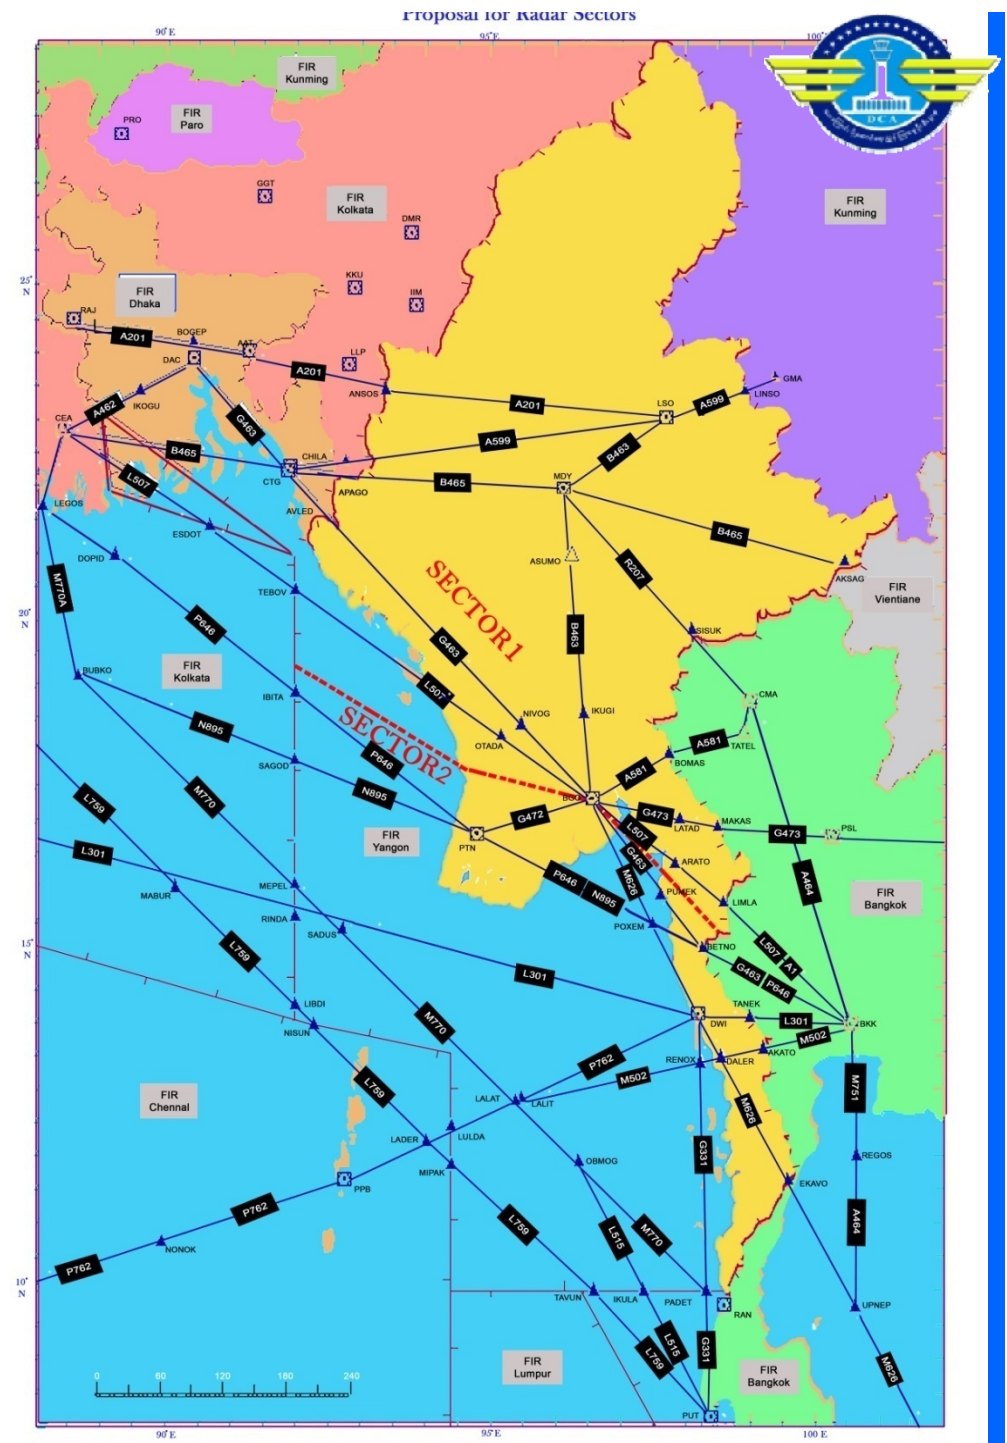 Proposal for Radar Sectors
90°E
95°E
100°
FIR
Kunming
FIR
Paro
PRO
GGT
FIR
Kolkata
DMR
FIR
Kunming
DCA
25°
N
KKU
IIM
FIR
Dhaka
RAJ
A201
BOGEP
AAT
DAC
LLP
A201
ANSOS
A201
LSO
A599
LINSO
GMA
IKOGU
A462
CEA
G463
B465
CHILA
CTG
A599
B463
L507
B465
MDY
APAGO
AVLED
LEGOS
ESDOT
DOPID
B465
AKSAG
ASUMO
R207
M770A
TEBOV
SECTOR1
FIR
Vientiane
20°
N
P646
B463
SISUK
G463
FIR
Kolkata
BUBKO
IBITA
L507
CMA
N895
SECTOR2
NIVOG
IKUGI
OTADA
A581
TATEL
P646
BOMAS
SAGOD
A581
N895
M770
L759
G472
G473
LATAD
MAKAS
G473
PSL
PTN
FIR
Yangon
L507
G463
L301
ARATO
M626
P646
N895
A464
MEPEL
MABUR
PUMEK
LIMLA
FIR
Bangkok
RINDA
SADUS
POXEM
15°
N
L759
BETNO
L507
A1
G463
P646
L301
LIBDI
NISUN
TANEK
DWI
L301
BKK
M770
P762
RENOX
DALER
AKATO
M502
M502
FIR
Chennal
L759
LALAT
LALIT
M751
M626
LADER
LULDA
MIPAK
OBMOG
G331
REGOS
PPB
EKAVO
P762
L759
L515
M770
A464
NONOK
P762
10°
N
TAVUN
IKULA
PADET
RAN
UPNEP
L759
L515
G331
FIR
Lumpur
FIR
Bangkok
M626
0
60
120
180
240
PUT
90°E
95°E
100°E